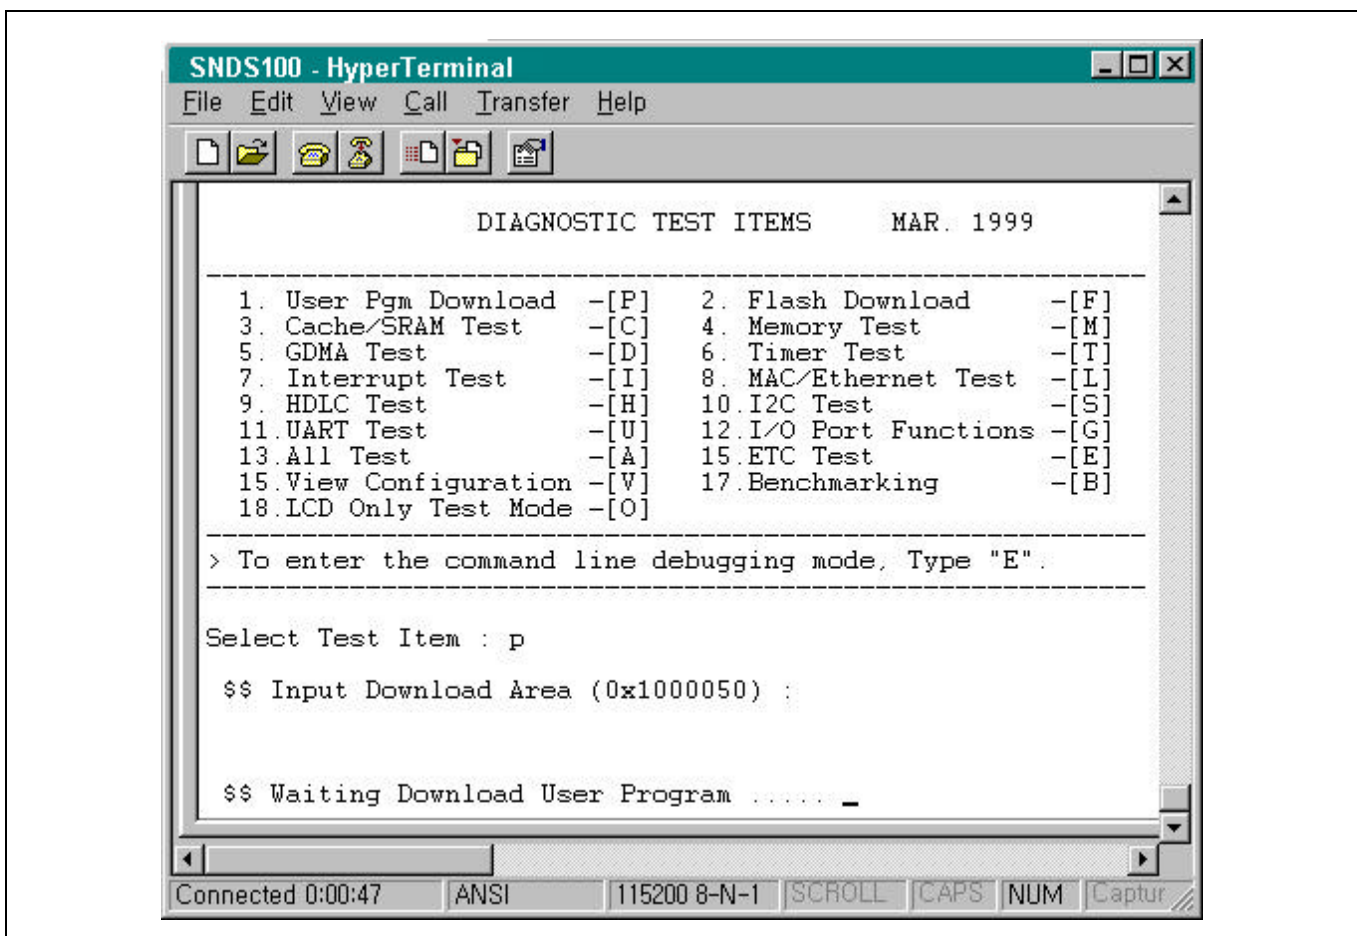 SNDS100 - HyperTerminal
File Edit View Call Transfer Help
DIAGNOSTIC TEST ITEMS MAR. 1999
1. User Pgm Download -[P] 2. Flash Download -[F]
3. Cache/SRAM Test -[C] 4. Memory Test -[M]
5. GDMA Test -[D] 6. Timer Test -[T]
7. Interrupt Test -[I] 8. MAC/Ethernet Test -[L]
9. HDLC Test -[H] 10.I2C Test -[S]
11.UART Test -[U] 12.I/O Port Functions -[G]
13.All Test -[A] 15.ETC Test -[E]
15.View Configuration -[V] 17.Benchmarking -[B]
18.LCD Only Test Mode -[O]
> To enter the command line debugging mode, Type "E".
Select Test Item : p
$$ Input Download Area (0x1000050) :
$$ Waiting Download User Program ..... _
Connected 0:00:47 ANSI 115200 8-N-1 SCROLL CAPS NUM Captur